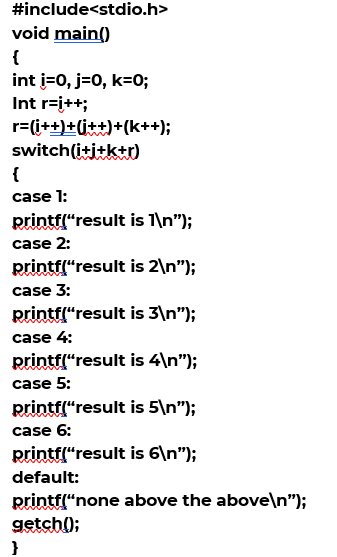 #include<stdio.h>
void main()
{
int i=0, j=0, k=0;
Int r=i++;
r=(i++)+(j++)+(k++);
switch(i+j+k+r)
{
case 1:
printf(“result is 1\n”);
case 2:
printf(“result is 2\n”);
case 3:
printf(“result is 3\n”);
case 4:
printf(“result is 4\n”);
case 5:
printf(“result is 5\n”);
case 6:
printf(“result is 6\n”);
default:
printf(“none above the above\n”);
getch();
}